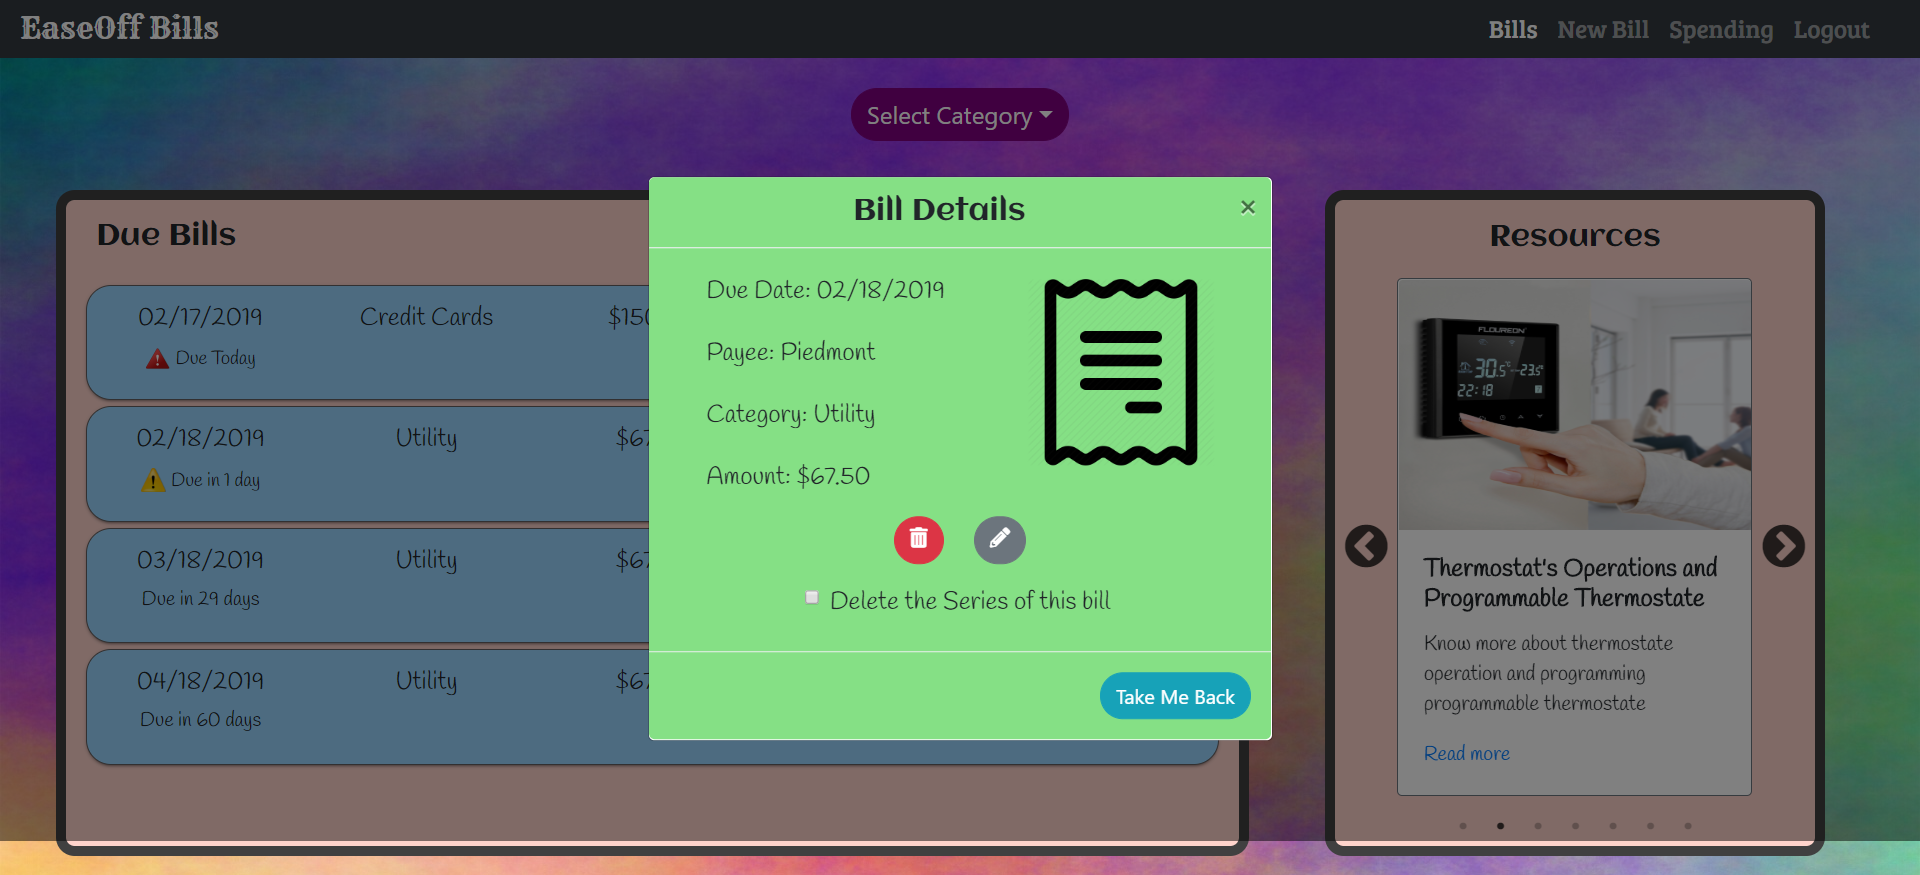 EaseOff Bills
Bills New Bill Spending Logout
Select Category
Due Bills
02/17/2019 Credit Cards $150
Due Today
02/18/2019 Utility $67
Due in 1 day
03/18/2019 Utility $67
Due in 29 days
04/18/2019 Utility $67
Due in 60 days
Bill Details
×
Due Date: 02/18/2019
Payee: Piedmont
Category: Utility
Amount: $67.50
Delete the Series of this bill
Take Me Back
Resources
FLOUREON
30.5°c 23.5°c
22:18
Thermostat's Operations and
Programmable Thermostate
Know more about thermostate
operation and programming
programmable thermostate
Read more